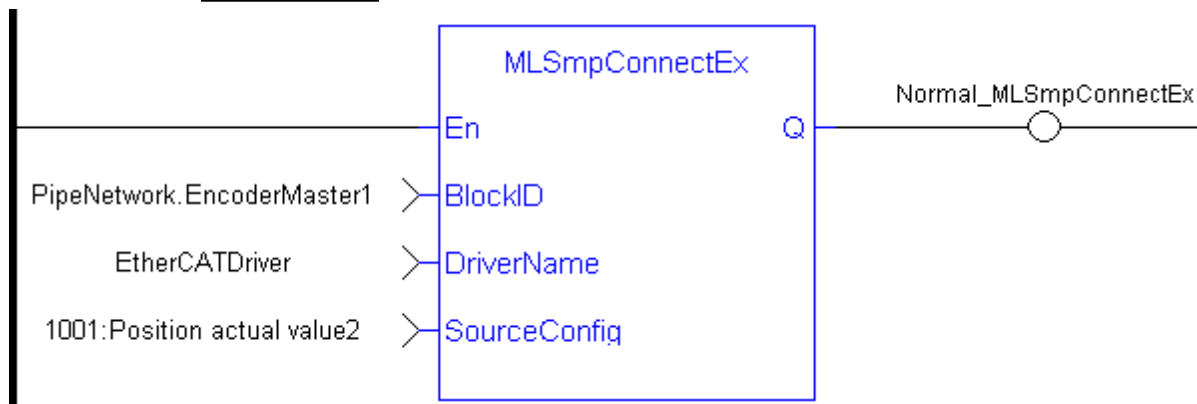 MLSmpConnectEx
Normal_MLSmpConnectEx
En
Q
PipeNetwork.EncoderMaster1
BlockID
EtherCATDriver
DriverName
1001:Position actual value2
SourceConfig